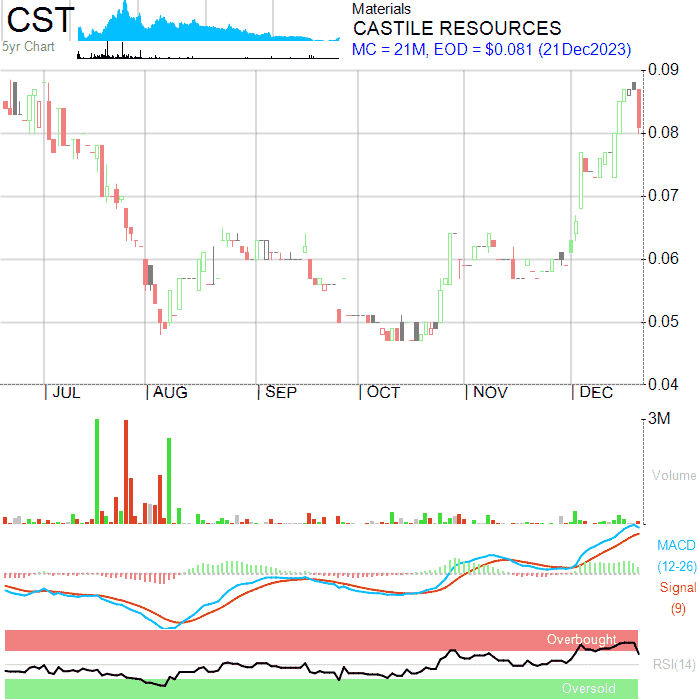 CST
5yr Chart
Materials
CASTILE RESOURCES
MC = 21M, EOD = $0.081 (21Dec2023)
0.09
0.08
0.07
0.06
0.05
0.04
JUL AUG SEP OCT NOV DEC
3M
Volume
MACD
(12-26)
Signal
(9)
Overbought
RSI(14)
Oversold